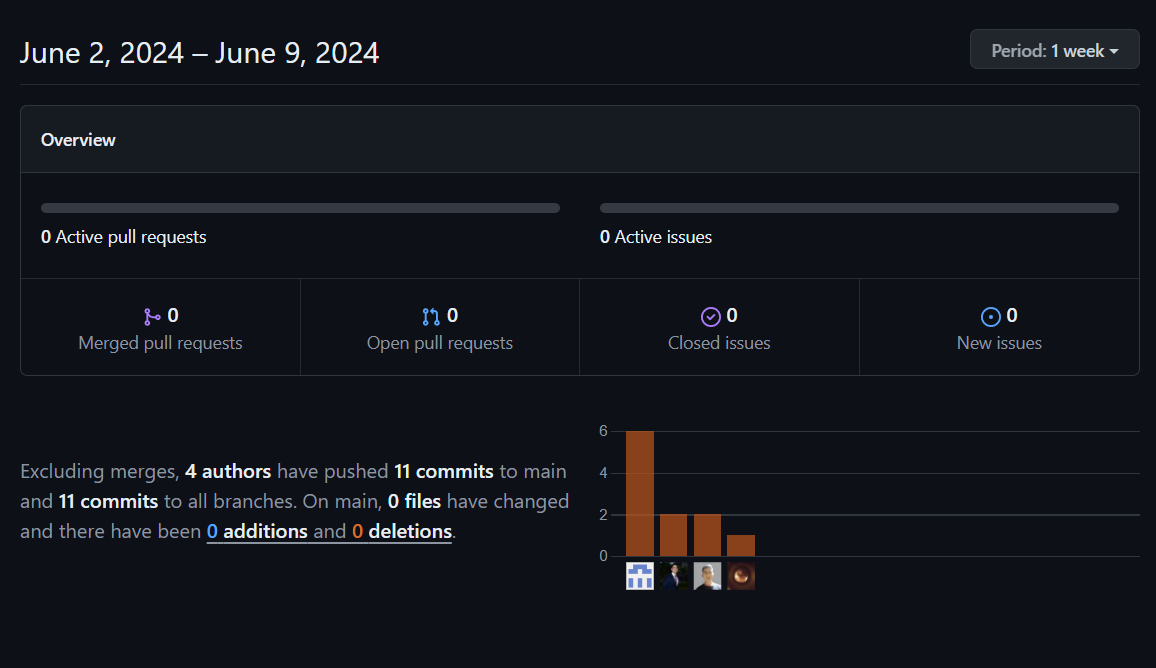 June 2, 2024 – June 9, 2024
Period: 1 week
Overview
0 Active pull requests
0 Active issues
0
Merged pull requests
0
Open pull requests
0
Closed issues
0
New issues
Excluding merges, 4 authors have pushed 11 commits to main
and 11 commits to all branches. On main, 0 files have changed
and there have been 0 additions and 0 deletions.
6
4
2
0